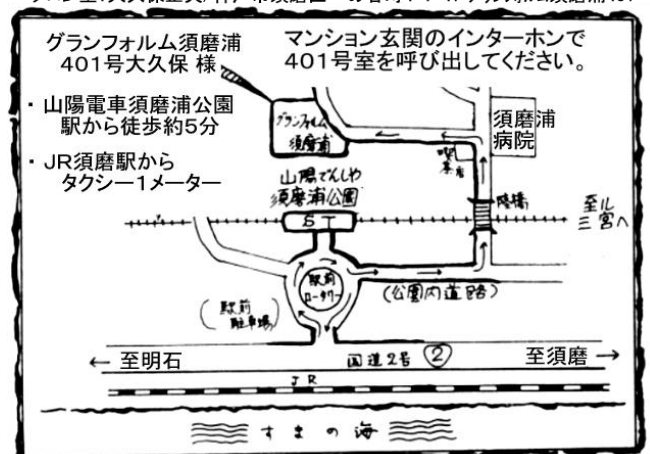 グランフォルム須磨浦
401号大久保 様
マンション玄関のインターホンで
401号室を呼び出してください。
・山陽電車須磨浦公園
駅から徒歩約5分
・JR須磨駅から
タクシー1メーター
グランフォルム
須磨浦
須磨浦
病院
喫茶店
山陽でんしゃ
須磨浦公園
ST
陸橋
三宮へ
駅前
ロータリー
(公園内道路)
(駅前
駐車場)
← 至明石
国道2号 ②
至須磨 →
JR
すまの海